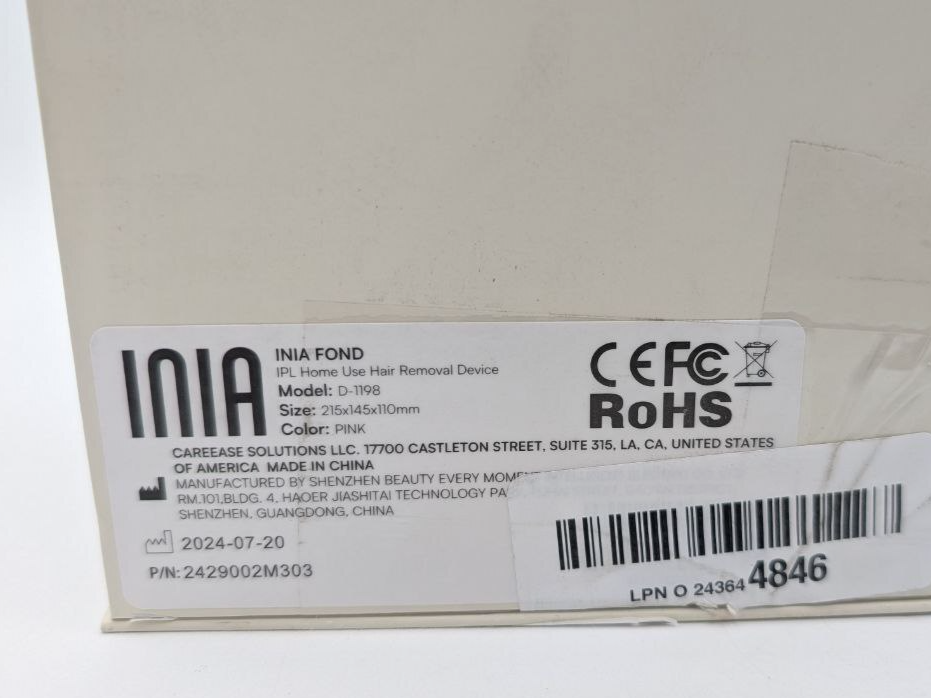 INIA
INIA FOND
IPL Home Use Hair Removal Device
Model: D-1198
Size: 215x145x110mm
Color: PINK
CE FC
RoHS
CAREEASE SOLUTIONS LLC. 17700 CASTLETON STREET, SUITE 315, LA, CA, UNITED STATES
OF AMERICA MADE IN CHINA
MANUFACTURED BY SHENZHEN BEAUTY EVERY
RM.101,BLDG. 4, HAOER JIASHITAI TECHNOLOGY
SHENZHEN, GUANGDONG, CHINA
2024-07-20
P/N: 2429002M303
LPN O 24364 4846